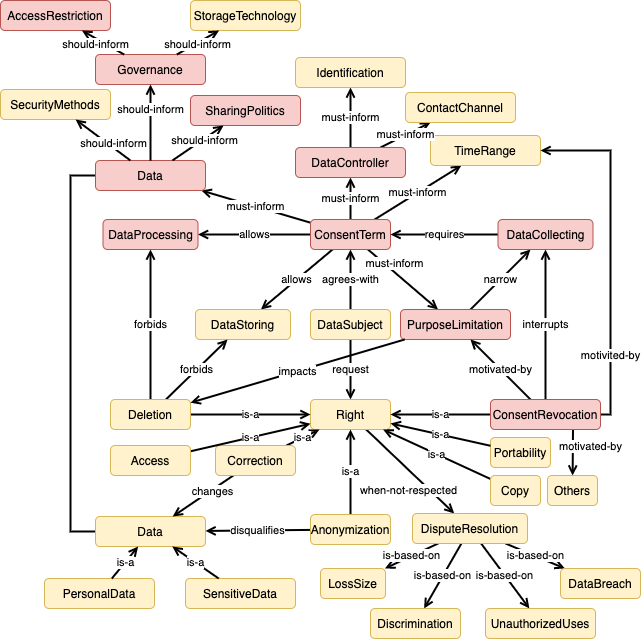 AccessRestriction
StorageTechnology
should-inform
should-inform
Governance
Identification
SecurityMethods
should-inform
SharingPolitics
must-inform
ContactChannel
should-inform
should-inform
must-inform
DataController
TimeRange
Data
must-inform
must-inform
must-inform
DataProcessing
allows
ConsentTerm
requires
DataCollecting
must-inform
allows
agrees-with
narrow
forbids
DataStoring
DataSubject
PurposeLimitation
interrupts
motivited-by
forbids
impacts
request
motivated-by
Deletion
is-a
Right
is-a
ConsentRevocation
is-a
is-a
is-a
motivated-by
Access
Correction
is-a
Portability
is-a
changes
when-not-respected
Copy
Others
Data
disqualifies
Anonymization
DisputeResolution
is-a
is-a
is-based-on
is-based-on
is-based-on
is-based-on
PersonalData
SensitiveData
LossSize
DataBreach
Discrimination
UnauthorizedUses